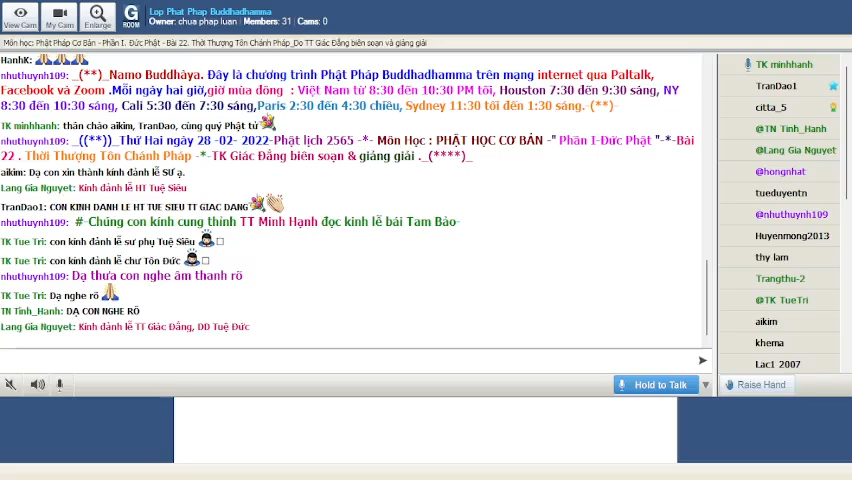 View Cam
My Cam
Enlarge
G
ROOM
Lop Phat Phap Buddhadhamma
Owner: chua phap luan | Members: 31 | Cams: 0
Môn học: Phật Pháp Cơ Bản - Phần I. Đức Phật - Bài 22. Thời Thượng Tôn Chánh Pháp_Do TT Giác Đẳng biên soạn và giảng giải
HanhK: 🙏🙏🙏
nhuthuynh109: _(**)_Namo Buddhàya. Đây là chương trình Phật Pháp Buddhadhamma trên mạng internet qua Paltalk,
Facebook và Zoom .Mỗi ngày hai giờ,giờ mùa đông : Việt Nam từ 8:30 đến 10:30 PM tối, Houston 7:30 đến 9:30 sáng, NY
8:30 đến 10:30 sáng, Cali 5:30 đến 7:30 sáng,Paris 2:30 đến 4:30 chiều, Sydney 11:30 tối đến 1:30 sáng.-(**)-
TK minhhanh: thân chào aikim, TranDao, cùng quý Phật tử 💐
nhuthuynh109: _((**))_Thứ Hai ngày 28 -02- 2022-Phật lịch 2565 -*- Môn Học : PHẬT HỌC CƠ BẢN -" Phần I-Đức Phật "-*-Bài
22 . Thời Thượng Tôn Chánh Pháp -*-TK Giác Đẳng biên soạn & giảng giải ._(****)_
aikim: Dạ con xin thành kính đảnh lễ SƯ ạ.
Lang Gia Nguyet: Kính đảnh lễ HT Tuệ Siêu
TranDao1: CON KINH DANH LE HT TUE SIEU TT GIAC DANG 💐👏
nhuthuynh109: #-Chúng con kính cung thỉnh TT Minh Hạnh đọc kinh lễ bái Tam Bảo-
TK Tue Tri: con kính đảnh lễ sư phụ Tuệ Siêu 🙇□
TK Tue Tri: con kính đảnh lễ chư Tôn Đức 🙇□
nhuthuynh109: Dạ thưa con nghe âm thanh rõ
TK Tue Tri: Dạ nghe rõ 🙏
TN Tinh_Hanh: DẠ CON NGHE RÕ
Lang Gia Nguyet: Kính đảnh lễ TT Giác Đẳng, DD Tuệ Đức
Hold to Talk
TK minhhanh
TranDao1
citta_5
@TN Tinh_Hanh
@Lang Gia Nguyet
@hongnhat
tueduyentn
@nhuthuynh109
Huyenmong2013
thy lam
Trangthu-2
@TK TueTri
aikim
khema
Lac1 2007
Raise Hand